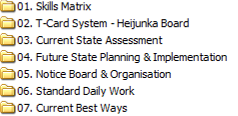 01. Skills Matrix
02. T-Card System - Heijunka Board
03. Current State Assessment
04. Future State Planning & Implementation
05. Notice Board & Organisation
06. Standard Daily Work
07. Current Best Ways